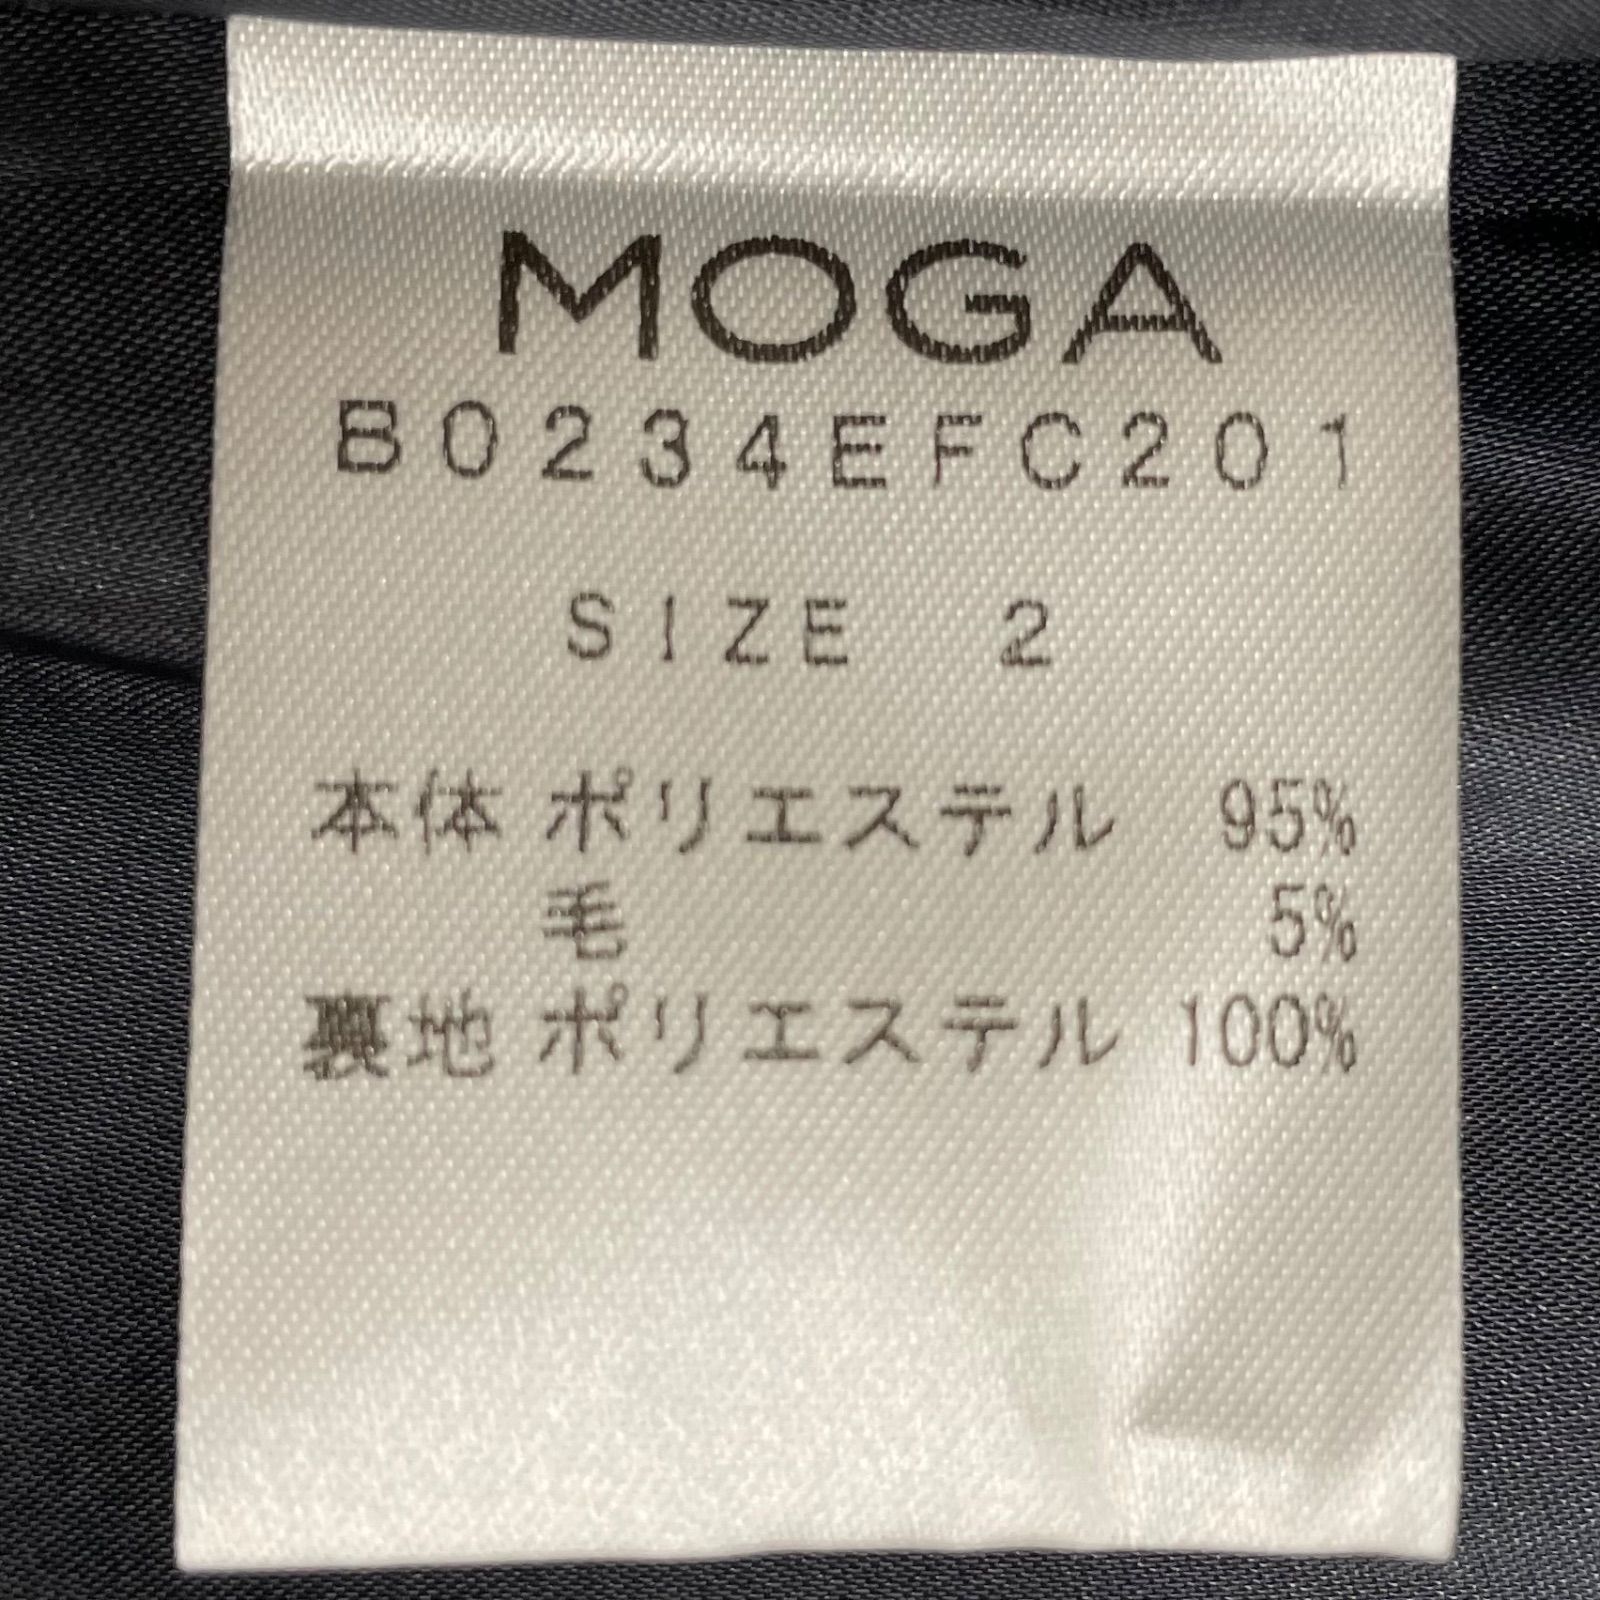 MOGA
B0234EFC201
SIZE 2
本体 ポリエステル 95%
毛 5%
裏地 ポリエステル 100%